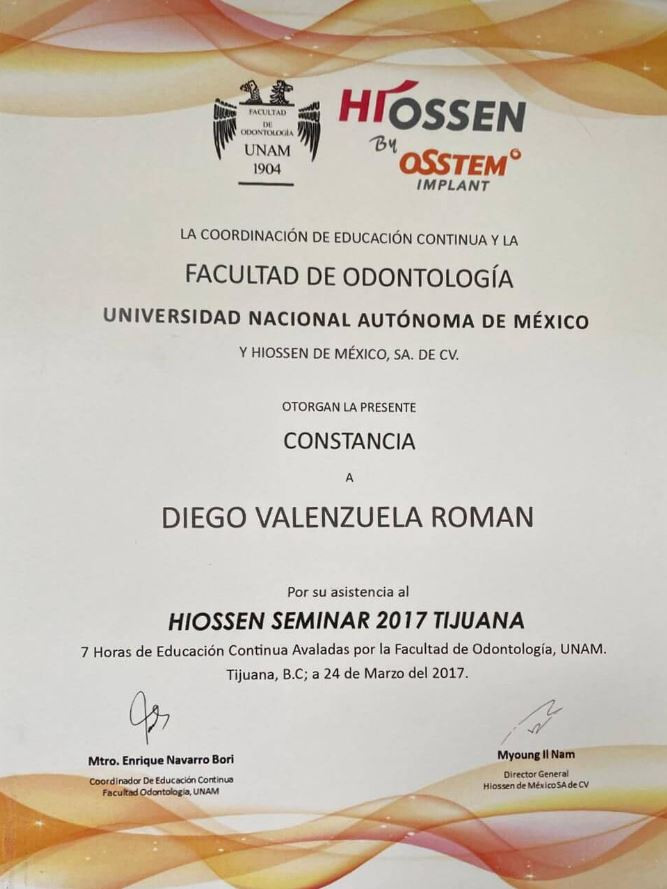 FACULTAD
DE
ODONTOLOGÍA
UNAM
1904
HIOSSEN
By OSSTEM
IMPLANT
LA COORDINACIÓN DE EDUCACIÓN CONTINUA Y LA
FACULTAD DE ODONTOLOGÍA
UNIVERSIDAD NACIONAL AUTÓNOMA DE MÉXICO
Y HIOSSEN DE MÉXICO, SA. DE CV.
OTORGAN LA PRESENTE
CONSTANCIA
A
DIEGO VALENZUELA ROMAN
Por su asistencia al
HIOSSEN SEMINAR 2017 TIJUANA
7 Horas de Educación Continua Avaladas por la Facultad de Odontología, UNAM.
Tijuana, B.C; a 24 de Marzo del 2017.
Mtro. Enrique Navarro Bori
Coordinador De Educación Continua
Facultad Odontologia, UNAM
Myoung Il Nam
Director General
Hiossen de México SA de CV